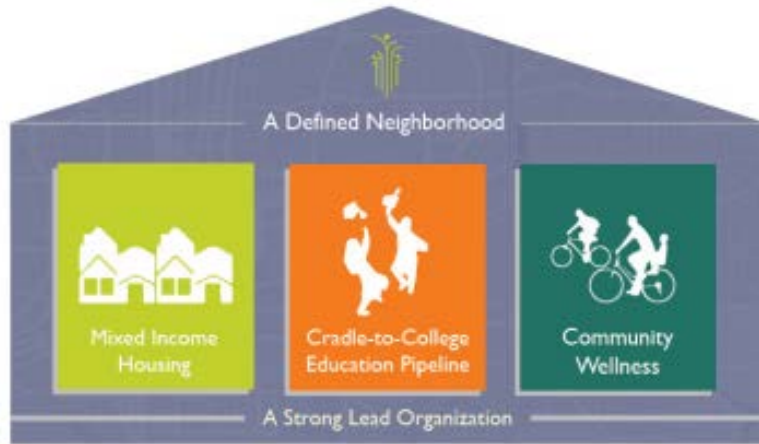 A Defined Neighborhood
Mixed Income
Housing
Cradle-to-College
Education Pipeline
Community
Wellness
A Strong Lead Organization